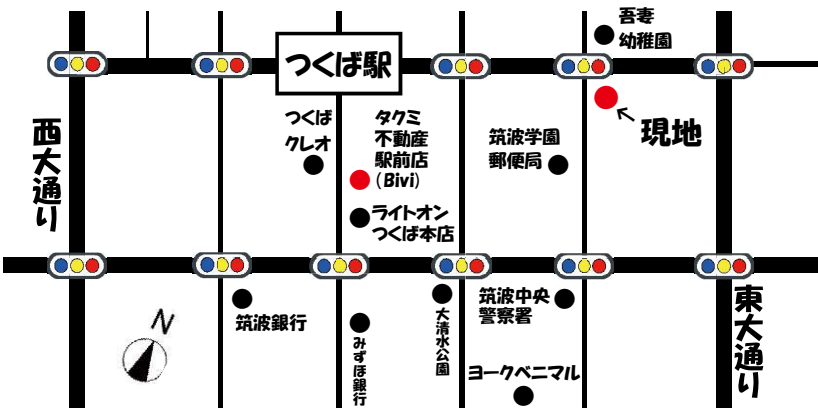 吾妻
幼稚園
つくば駅
つくば
クレオ
タクミ
不動産
駅前店
(Bivi)
筑波学園
郵便局
現地
西大通り
ライトオン
つくば本店
筑波銀行
みずほ銀行
大清水公園
筑波中央
警察署
ヨークベニマル
東大通り
N